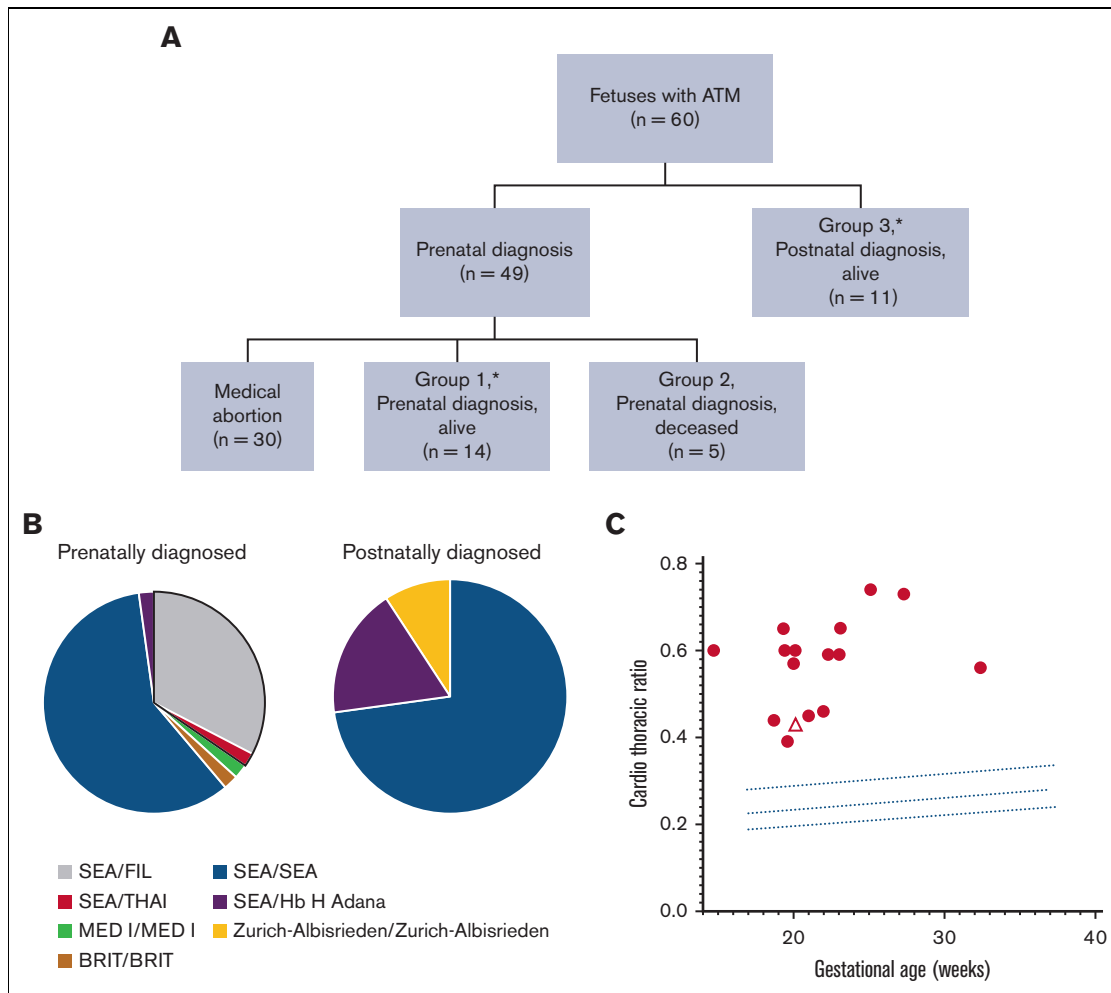 A
Fetuses with ATM
(n = 60)
Prenatal diagnosis
(n = 49)
Group 3,*
Postnatal diagnosis,
alive
(n = 11)
Medical
abortion
(n = 30)
Group 1,*
Prenatal diagnosis,
alive
(n = 14)
Group 2,
Prenatal diagnosis,
deceased
(n = 5)
B
Prenatally diagnosed
Postnatally diagnosed
SEA/FIL
SEA/THAI
MED I/MED I
BRIT/BRIT
SEA/SEA
SEA/Hb H Adana
Zurich-Albisrieden/Zurich-Albisrieden
C
Cardio thoracic ratio
0.8
0.6
0.4
0.2
0.0
20
30
40
Gestational age (weeks)